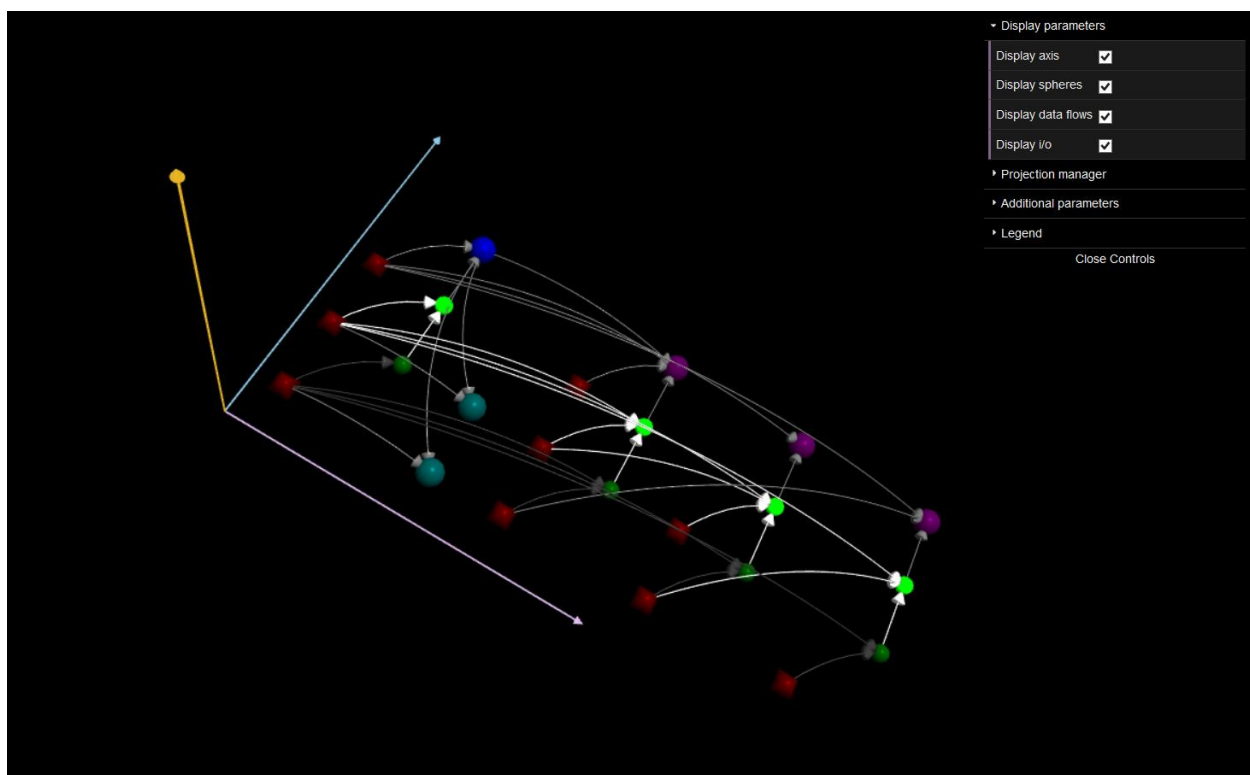 Display parameters
Display axis
Display spheres
Display data flows
Display i/o
Projection manager
Additional parameters
Legend
Close Controls